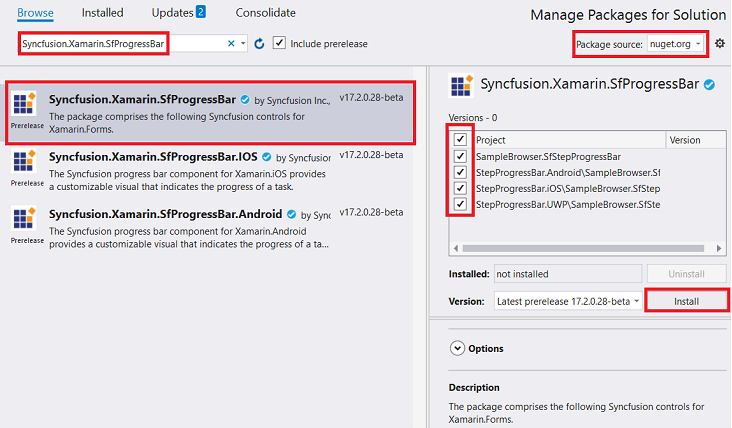 Browse Installed Updates 2 Consolidate
Manage Packages for Solution
Syncfusion.Xamarin.SfProgressBar
Include prerelease
Package source: nuget.org
Syncfusion.Xamarin.SfProgressBar by Syncfusion Inc., v17.2.0.28-beta
The package comprises the following Syncfusion controls for
Prerelease
Xamarin.Forms.
Syncfusion.Xamarin.SfProgressBar.IOS by Syncfusion v17.2.0.28-beta
The Syncfusion progress bar component for Xamarin.iOS provides
Prerelease
a customizable visual that indicates the progress of a task.
Syncfusion.Xamarin.SfProgressBar.Android by Sync v17.2.0.28-beta
The Syncfusion progress bar component for Xamarin.Android
Prerelease
provides a customizable visual that indicates the progress of a ta...
Syncfusion.Xamarin.SfProgressBar
Versions - 0
Project Version
SampleBrowser.SfStepProgressBar
StepProgressBar.Android\SampleBrowser.Sf
StepProgressBar.iOS\SampleBrowser.SfStep
StepProgressBar.UWP\SampleBrowser.SfSte
Installed: not installed Uninstall
Version: Latest prerelease 17.2.0.28-beta Install
Options
Description
The package comprises the following Syncfusion controls for
Xamarin.Forms.